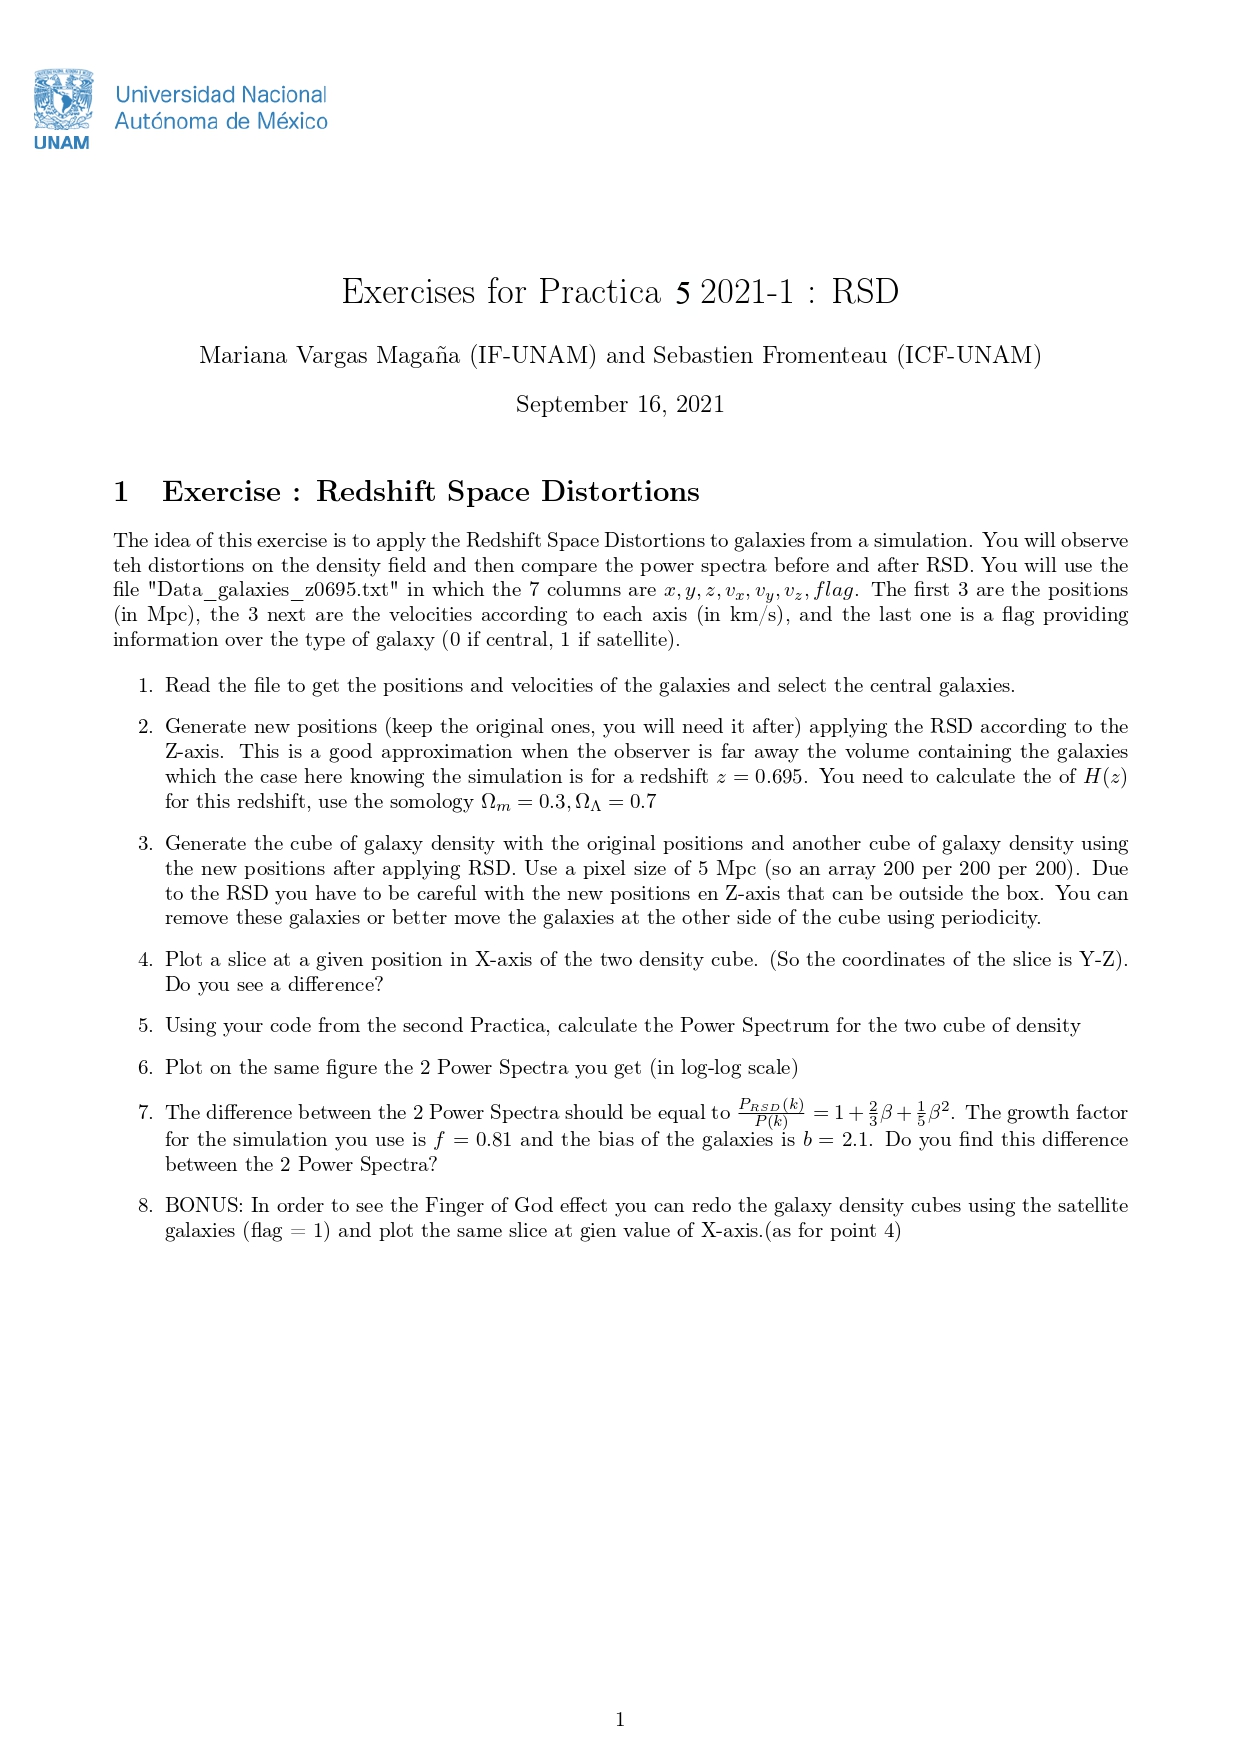 Universidad Nacional
Autónoma de México
UNAM
Exercises for Practica 5 2021-1 : RSD
Mariana Vargas Magaña (IF-UNAM) and Sebastien Fromenteau (ICF-UNAM)
September 16, 2021
1 Exercise : Redshift Space Distortions
The idea of this exercise is to apply the Redshift Space Distortions to galaxies from a simulation. You will observe
teh distortions on the density field and then compare the power spectra before and after RSD. You will use the
file "Data_galaxies_z0695.txt" in which the 7 columns are $x, y, z, v_x, v_y, v_z, flag$. The first 3 are the positions
(in Mpc), the 3 next are the velocities according to each axis (in km/s), and the last one is a flag providing
information over the type of galaxy (0 if central, 1 if satellite).
1. Read the file to get the positions and velocities of the galaxies and select the central galaxies.
2. Generate new positions (keep the original ones, you will need it after) applying the RSD according to the
Z-axis. This is a good approximation when the observer is far away the volume containing the galaxies
which the case here knowing the simulation is for a redshift $z = 0.695$. You need to calculate the of $H(z)$
for this redshift, use the somology $\Omega_m = 0.3, \Omega_\Lambda = 0.7$
3. Generate the cube of galaxy density with the original positions and another cube of galaxy density using
the new positions after applying RSD. Use a pixel size of 5 Mpc (so an array 200 per 200 per 200). Due
to the RSD you have to be careful with the new positions en Z-axis that can be outside the box. You can
remove these galaxies or better move the galaxies at the other side of the cube using periodicity.
4. Plot a slice at a given position in X-axis of the two density cube. (So the coordinates of the slice is Y-Z).
Do you see a difference?
5. Using your code from the second Practica, calculate the Power Spectrum for the two cube of density
6. Plot on the same figure the 2 Power Spectra you get (in log-log scale)
7. The difference between the 2 Power Spectra should be equal to $\frac{P_{RSD}(k)}{P(k)} = 1 + \frac{2}{3}\beta + \frac{1}{5}\beta^2$. The growth factor
for the simulation you use is $f = 0.81$ and the bias of the galaxies is $b = 2.1$. Do you find this difference
between the 2 Power Spectra?
8. BONUS: In order to see the Finger of God effect you can redo the galaxy density cubes using the satellite
galaxies (flag = 1) and plot the same slice at gien value of X-axis.(as for point 4)
1